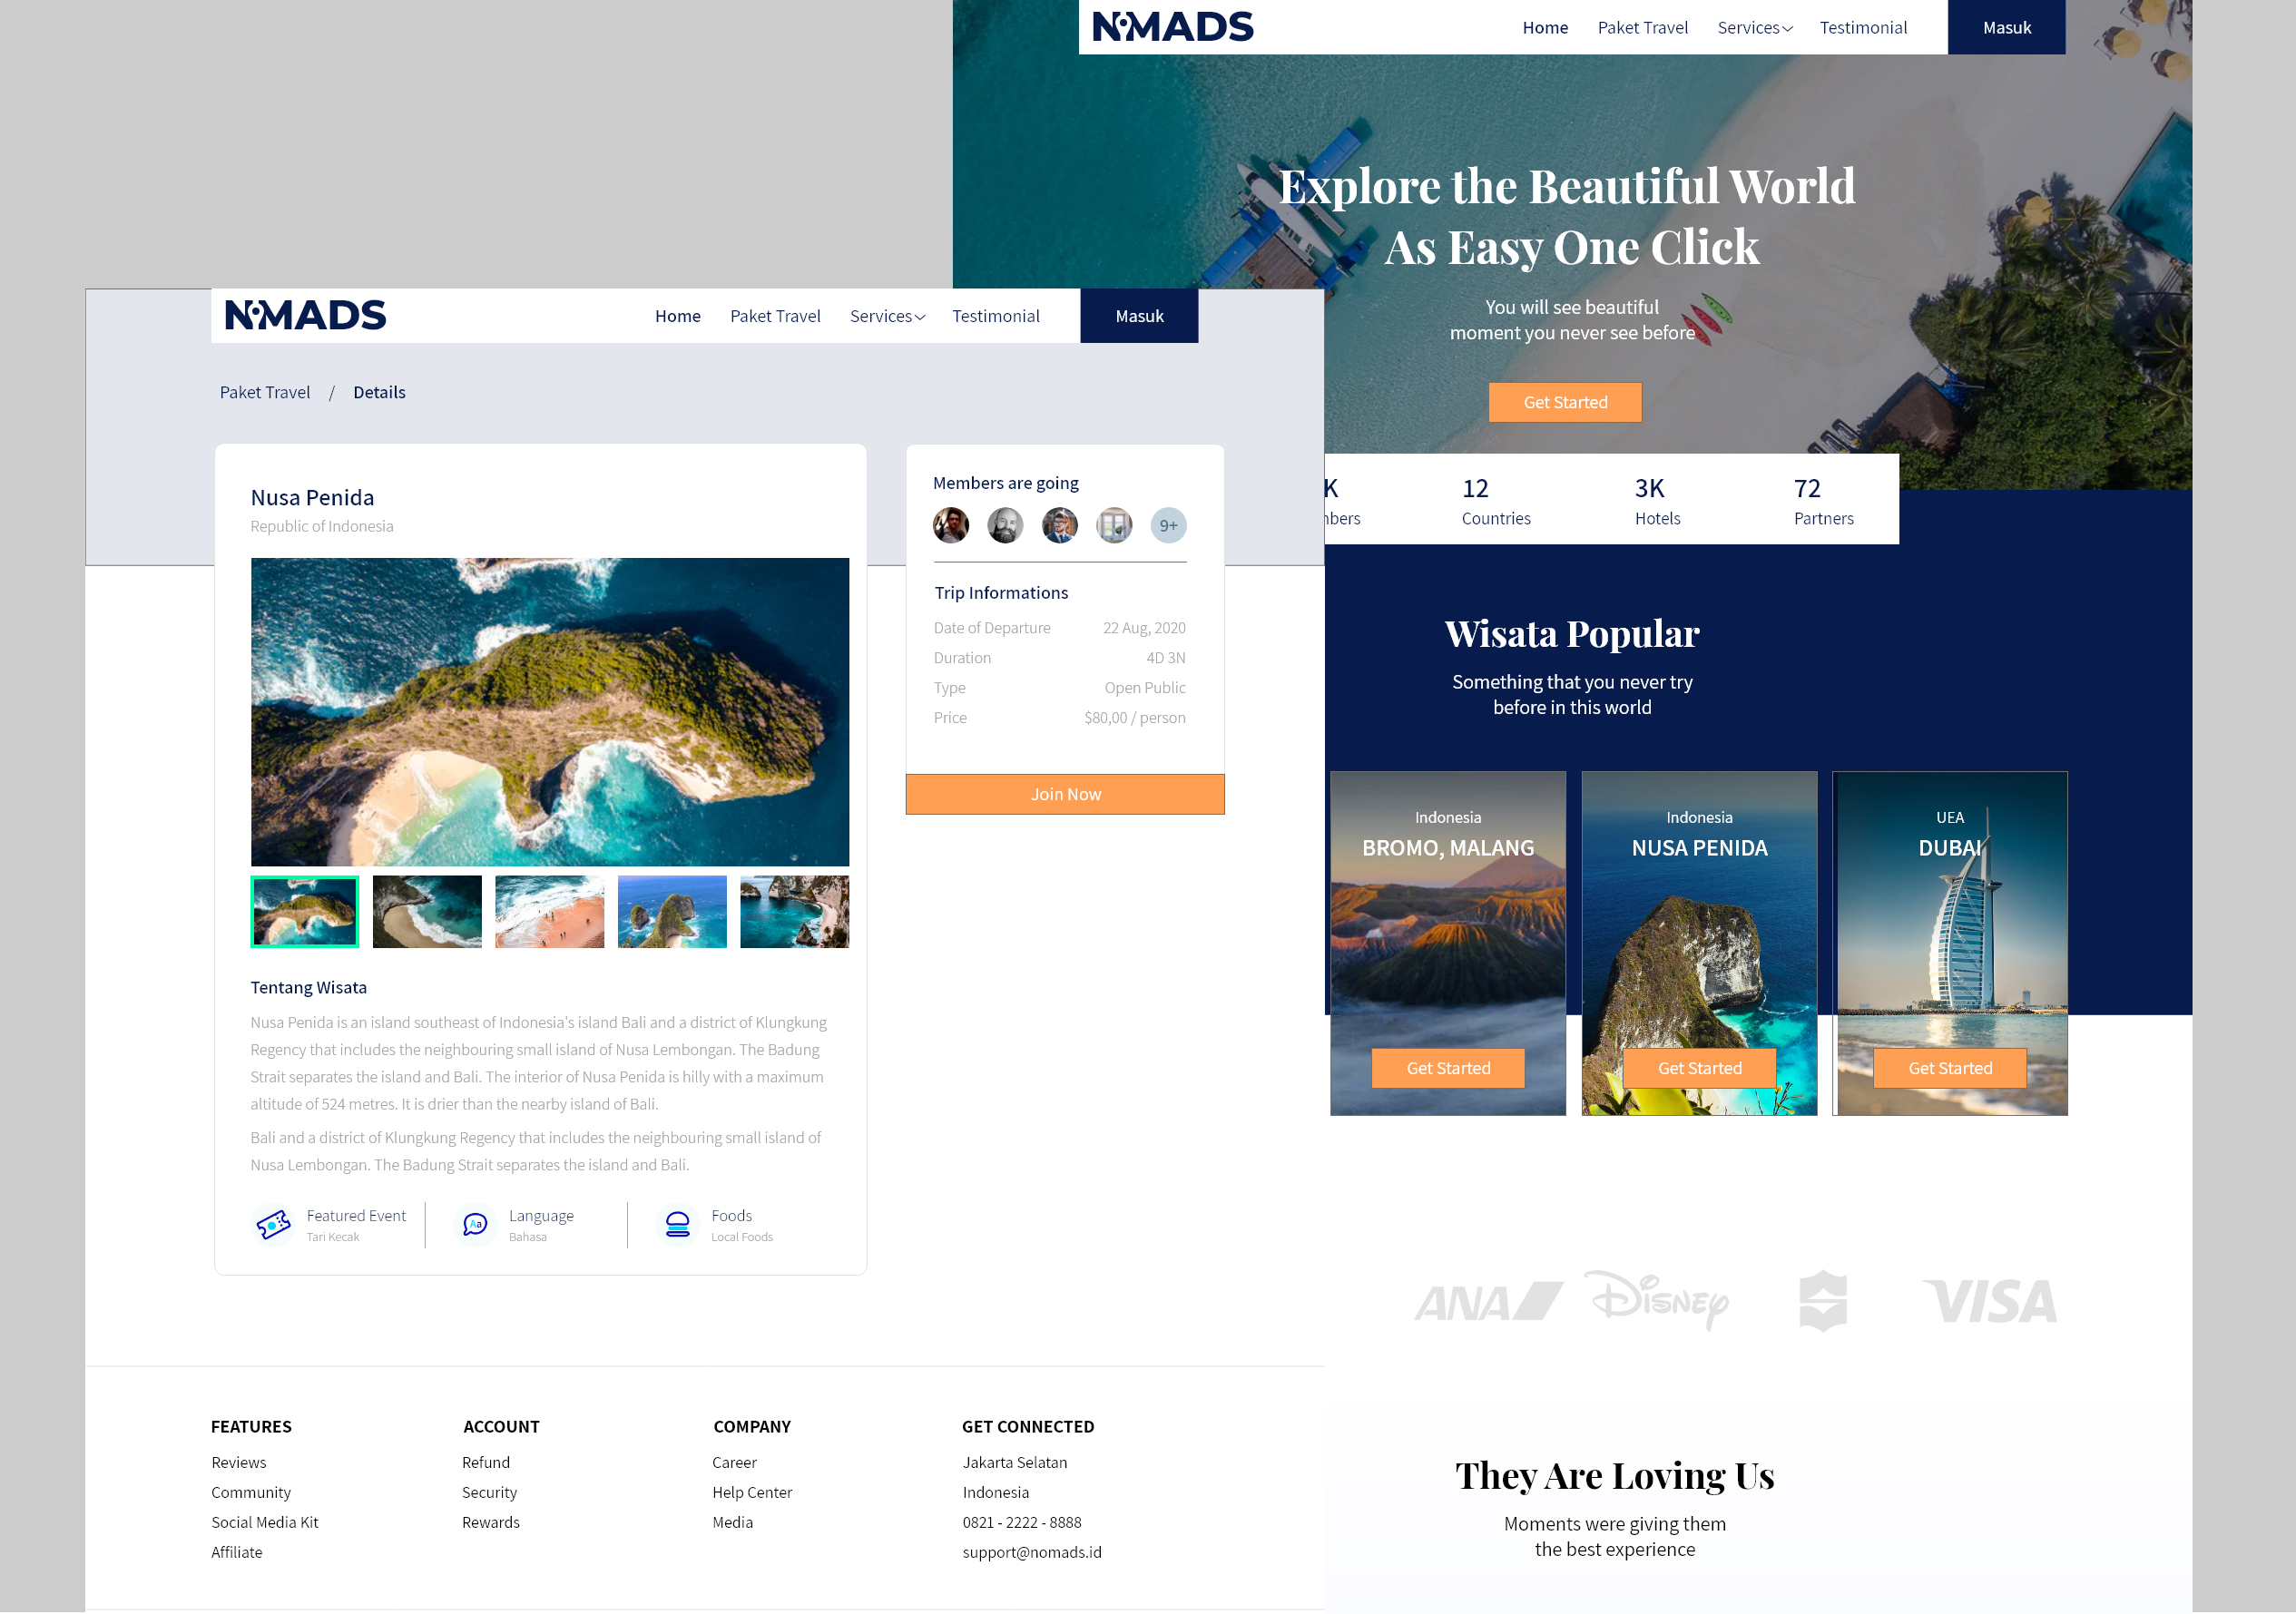 NOMADS
Home
Paket Travel
Services
Testimonial
Masuk
Explore the Beautiful World
As Easy One Click
You will see beautiful
moment you never see before
Get Started
K
12
3K
72
bers
Countries
Hotels
Partners
Wisata Popular
Something that you never try
before in this world
Indonesia
BROMO, MALANG
Get Started
Indonesia
NUSA PENIDA
Get Started
UEA
DUBAI
Get Started
ANA
Disney
VISA
They Are Loving Us
Moments were giving them
the best experience
NOMADS
Home
Paket Travel
Services
Testimonial
Masuk
Paket Travel / Details
Nusa Penida
Republic of Indonesia
Tentang Wisata
Nusa Penida is an island southeast of Indonesia's island Bali and a district of Klungkung
Regency that includes the neighbouring small island of Nusa Lembongan. The Badung
Strait separates the island and Bali. The interior of Nusa Penida is hilly with a maximum
altitude of 524 metres. It is drier than the nearby island of Bali.
Bali and a district of Klungkung Regency that includes the neighbouring small island of
Nusa Lembongan. The Badung Strait separates the island and Bali.
Featured Event
Tari Kecak
Aa
Language
Bahasa
Foods
Local Foods
Members are going
9+
Trip Informations
Date of Departure 22 Aug, 2020
Duration 4D 3N
Type Open Public
Price $80,00 / person
Join Now
FEATURES
Reviews
Community
Social Media Kit
Affiliate
ACCOUNT
Refund
Security
Rewards
COMPANY
Career
Help Center
Media
GET CONNECTED
Jakarta Selatan
Indonesia
0821 - 2222 - 8888
support@nomads.id